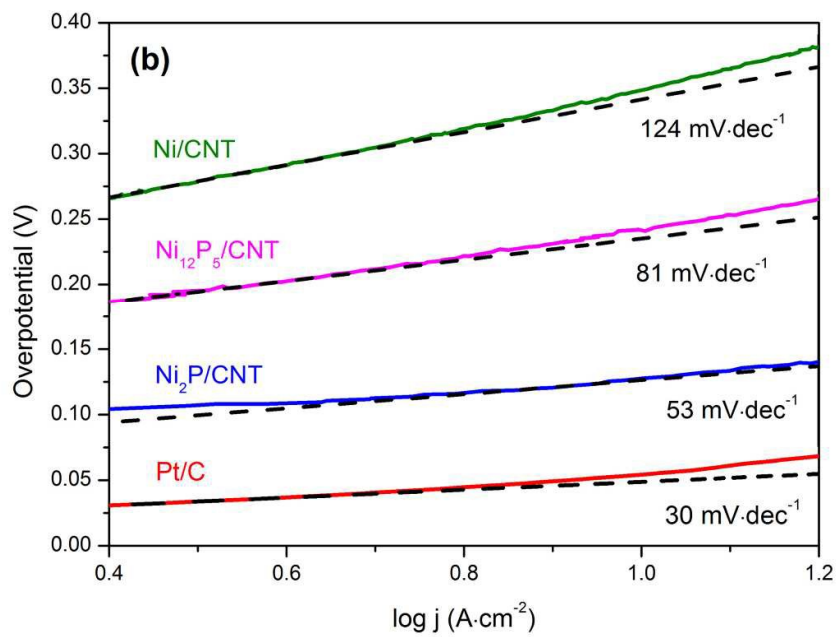 (b)
0.40
0.35
0.30
0.25
0.20
0.15
0.10
0.05
0.00
Overpotential (V)
Ni/CNT
124 mV·dec⁻¹
Ni₁₂P₅/CNT
81 mV·dec⁻¹
Ni₂P/CNT
53 mV·dec⁻¹
Pt/C
30 mV·dec⁻¹
0.4 0.6 0.8 1.0 1.2
log j (A·cm⁻²)